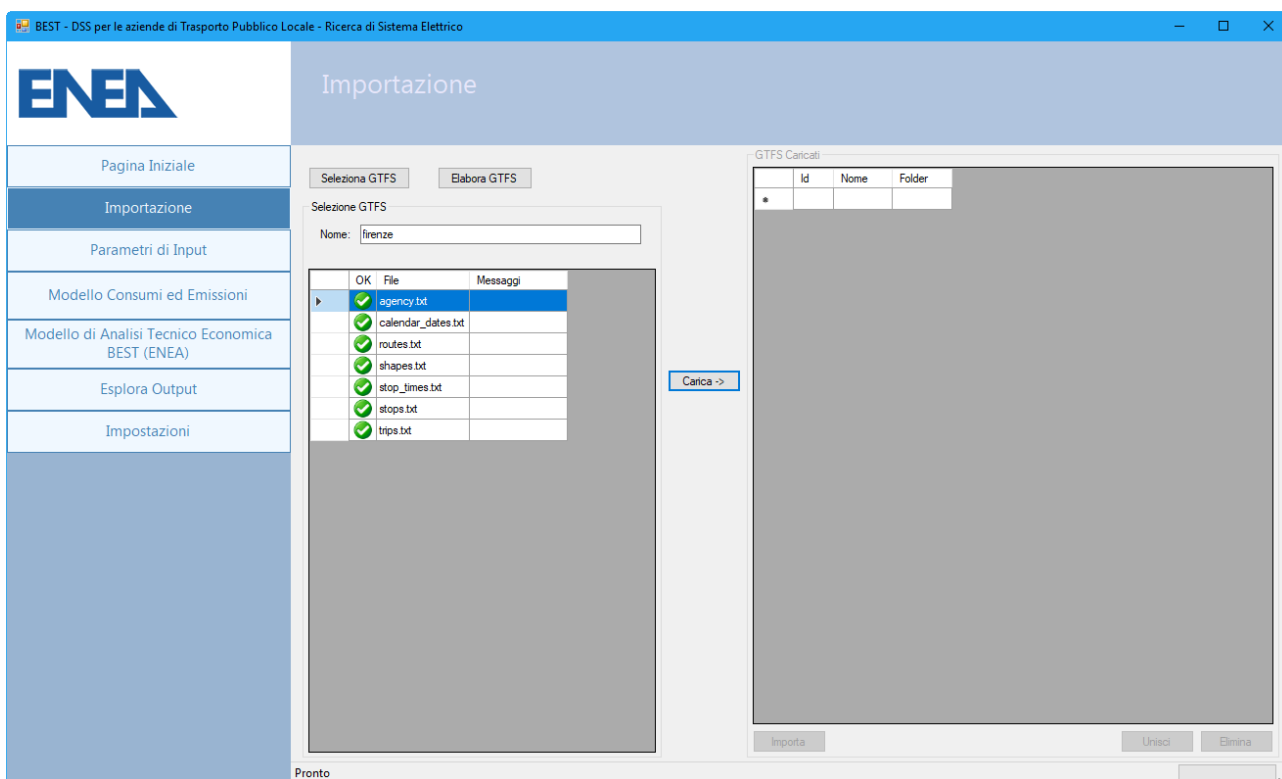 BEST - DSS per le aziende di Trasporto Pubblico Locale - Ricerca di Sistema Elettrico
ENEA
Importazione
Pagina Iniziale
Importazione
Parametri di Input
Modello Consumi ed Emissioni
Modello di Analisi Tecnico Economica
BEST (ENEA)
Esplora Output
Impostazioni
Seleziona GTFS
Elabora GTFS
Selezione GTFS
Nome: firenze
OK File Messaggi
agency.txt
calendar_dates.txt
routes.txt
shapes.txt
stop_times.txt
stops.txt
trips.txt
Carica ->
GTFS Caricati
Id Nome Folder
Importa
Unisci
Elimina
Pronto